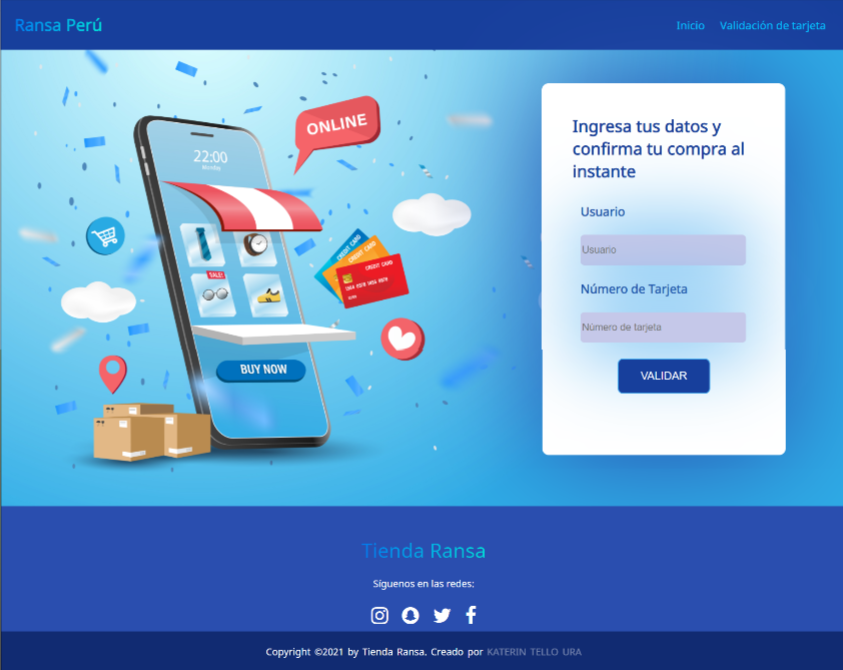 Ransa Perú
Inicio Validación de tarjeta
ONLINE
22:00
Monday
SALE!
CREDIT CARD
CREDIT CARD
CREDIT CARD
BUY NOW
Ingresa tus datos y
confirma tu compra al
instante
Usuario
Usuario
Número de Tarjeta
Número de tarjeta
VALIDAR
Tienda Ransa
Síguenos en las redes:
Copyright ©2021 by Tienda Ransa. Creado por KATERIN TELLO URA